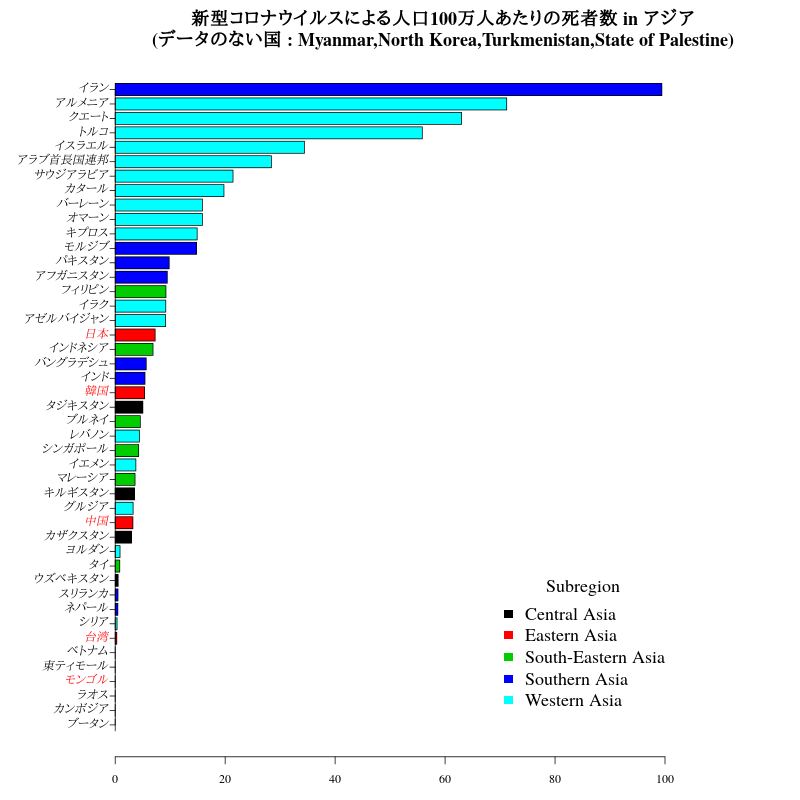 新型コロナウイルスによる人口100万人あたりの死者数 in アジア
(データのない国 : Myanmar,North Korea,Turkmenistan,State of Palestine)
イラン
アルメニア
クエート
トルコ
イスラエル
アラブ首長国連邦
サウジアラビア
カタール
バーレーン
オマーン
キプロス
モルジブ
パキスタン
アフガニスタン
フィリピン
イラク
アゼルバイジャン
日本
インドネシア
バングラデシュ
インド
韓国
タジキスタン
ブルネイ
レバノン
シンガポール
イエメン
マレーシア
キルギスタン
グルジア
中国
カザクスタン
ヨルダン
タイ
ウズベキスタン
スリランカ
ネパール
シリア
台湾
ベトナム
東ティモール
モンゴル
ラオス
カンボジア
ブータン
Subregion
Central Asia
Eastern Asia
South-Eastern Asia
Southern Asia
Western Asia
0 20 40 60 80 100